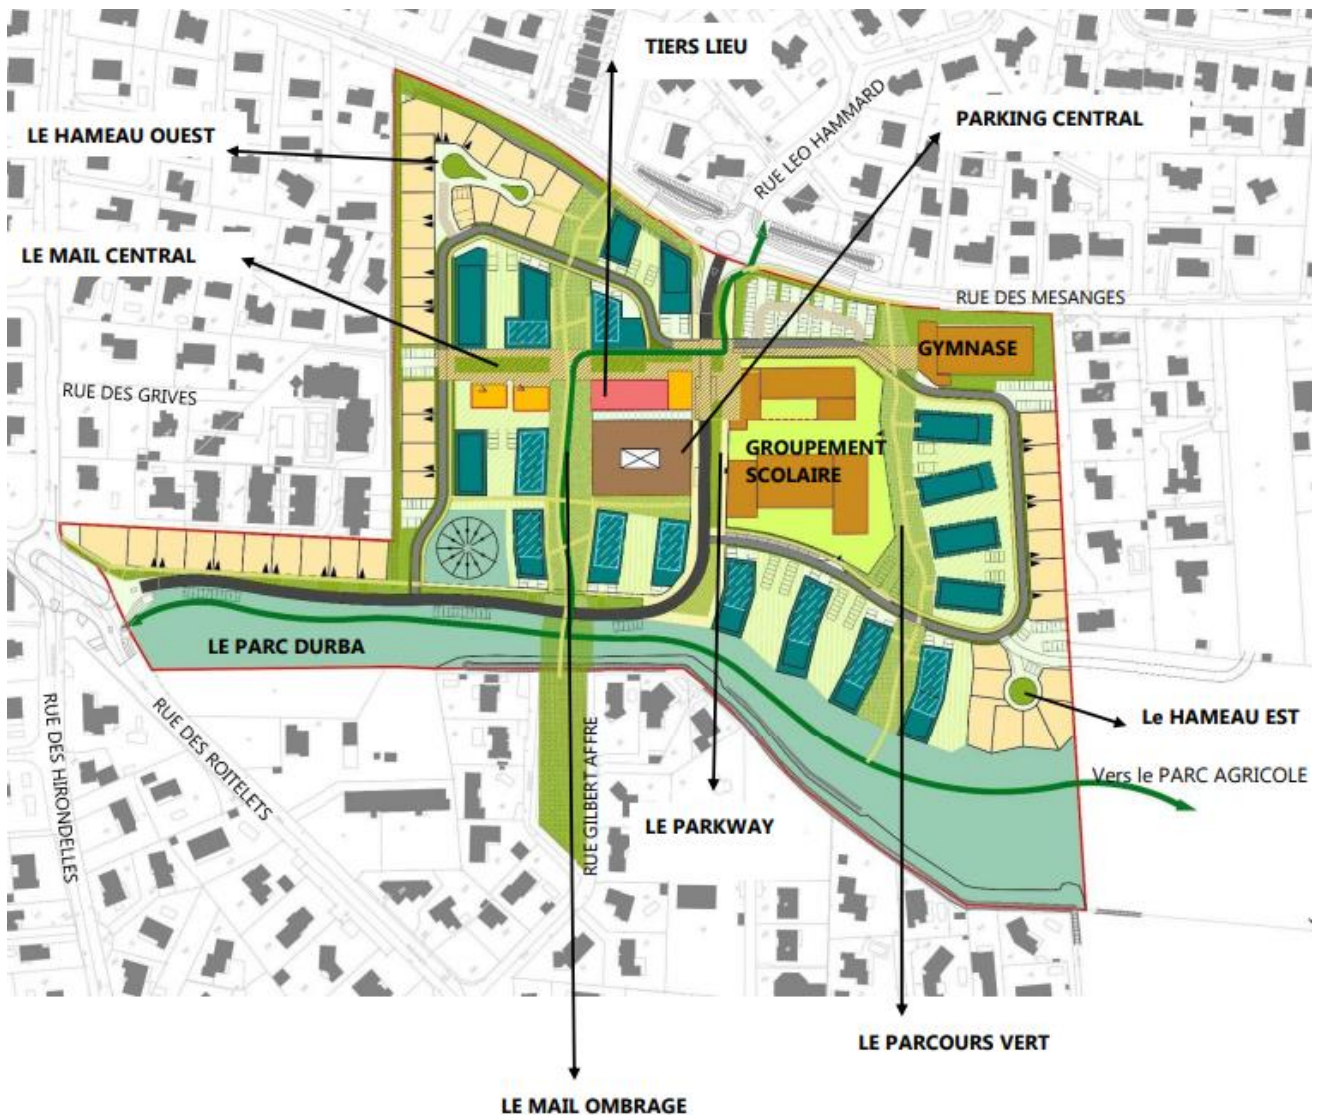 TIERS LIEU
PARKING CENTRAL
LE HAMEAU OUEST
RUE LEO HAMMARD
LE MAIL CENTRAL
RUE DES MESANGES
GYMNASE
RUE DES GRIVES
GROUPEMENT
SCOLAIRE
LE PARC DURBA
RUE DES HIRONDELLES
RUE DES ROITELETS
RUE GILBERT AFFRE
Le HAMEAU EST
Vers le PARC AGRICOLE
LE PARKWAY
LE PARCOURS VERT
LE MAIL OMBRAGE